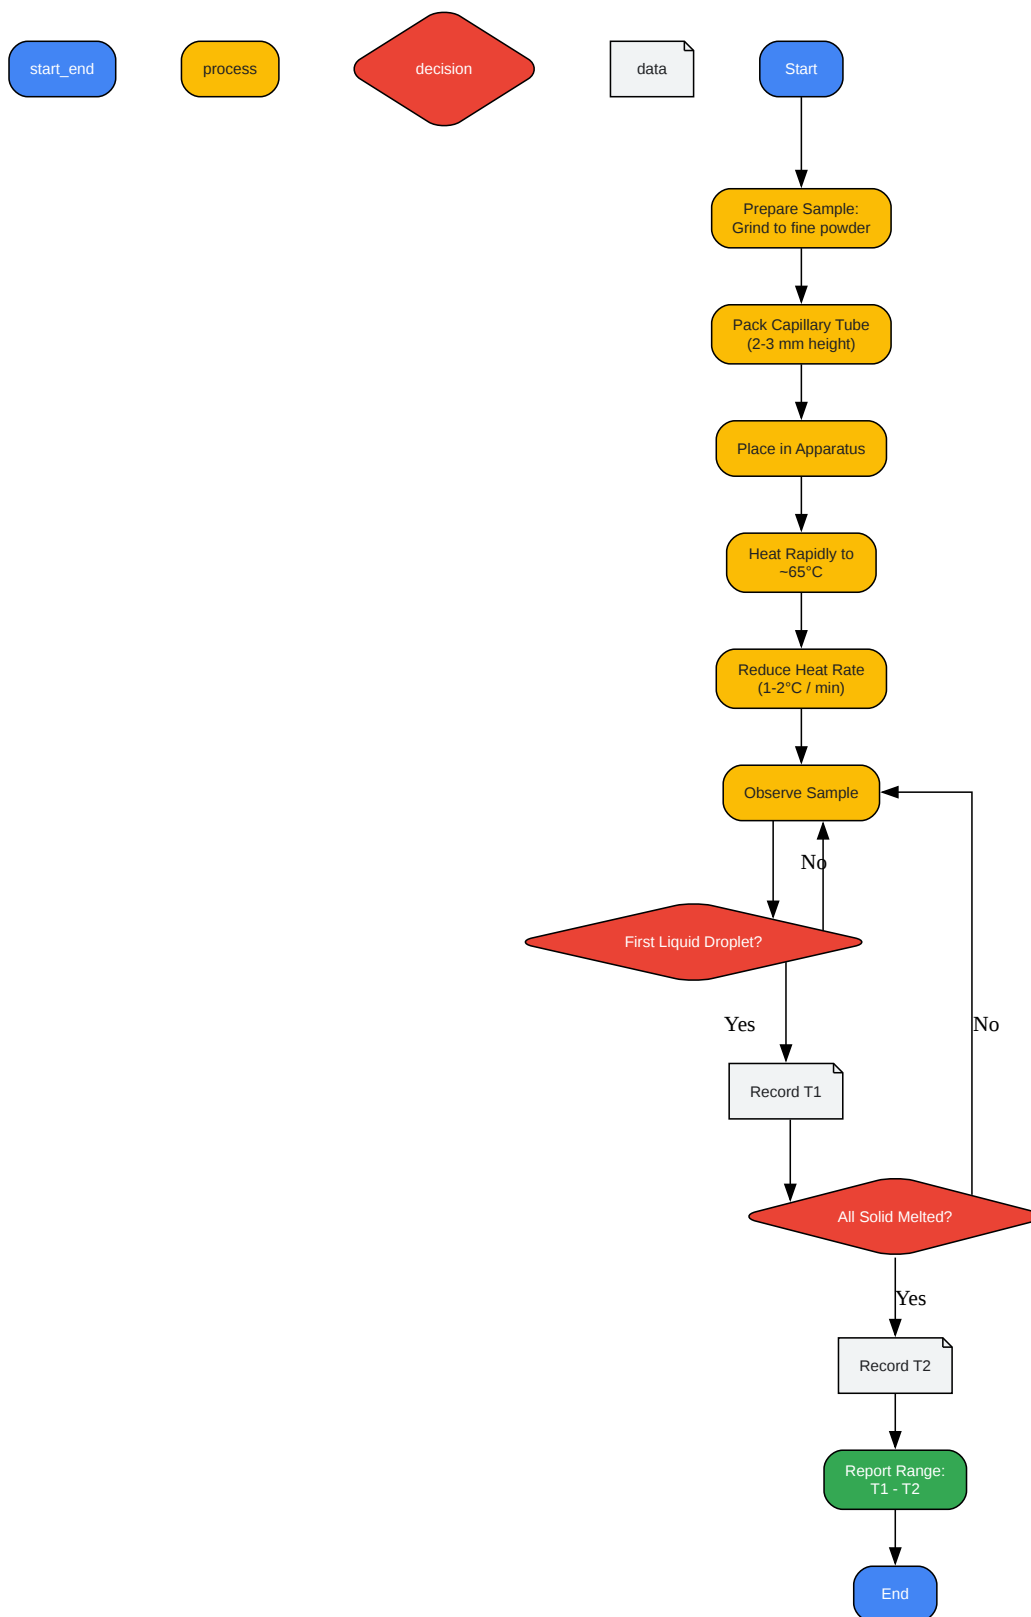 start_end
process
decision
data
Start
Prepare Sample:
Grind to fine powder
Pack Capillary Tube
(2-3 mm height)
Place in Apparatus
Heat Rapidly to
~65°C
Reduce Heat Rate
(1-2°C / min)
Observe Sample
No
First Liquid Droplet?
Yes
No
Record T1
All Solid Melted?
Yes
Record T2
Report Range:
T1 - T2
End